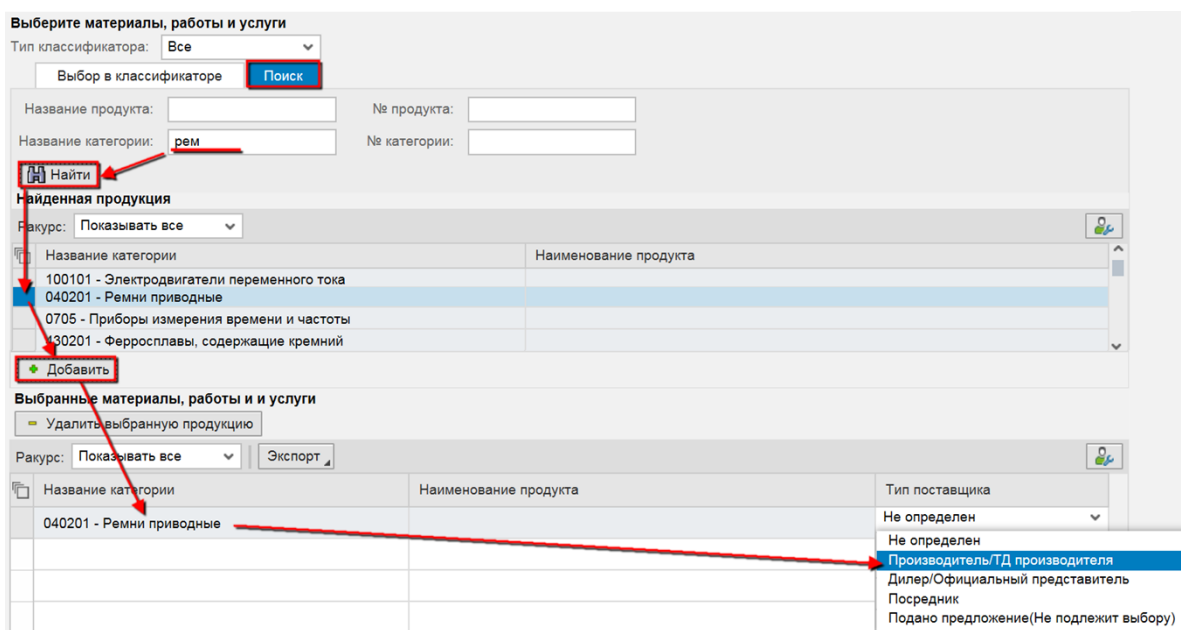 Выберите материалы, работы и услуги
Тип классификатора: Все
Выбор в классификаторе Поиск
Название продукта: № продукта:
Название категории: рем № категории:
Найти
Найденная продукция
Ракурс: Показывать все
Название категории Наименование продукта
100101 - Электродвигатели переменного тока
040201 - Ремни приводные
0705 - Приборы измерения времени и частоты
430201 - Ферросплавы, содержащие кремний
Добавить
Выбранные материалы, работы и и услуги
Удалить выбранную продукцию
Ракурс: Показывать все Экспорт
Название категории Наименование продукта Тип поставщика
040201 - Ремни приводные Не определен
Не определен
Производитель/ТД производителя
Дилер/Официальный представитель
Посредник
Подано предложение(Не подлежит выбору)